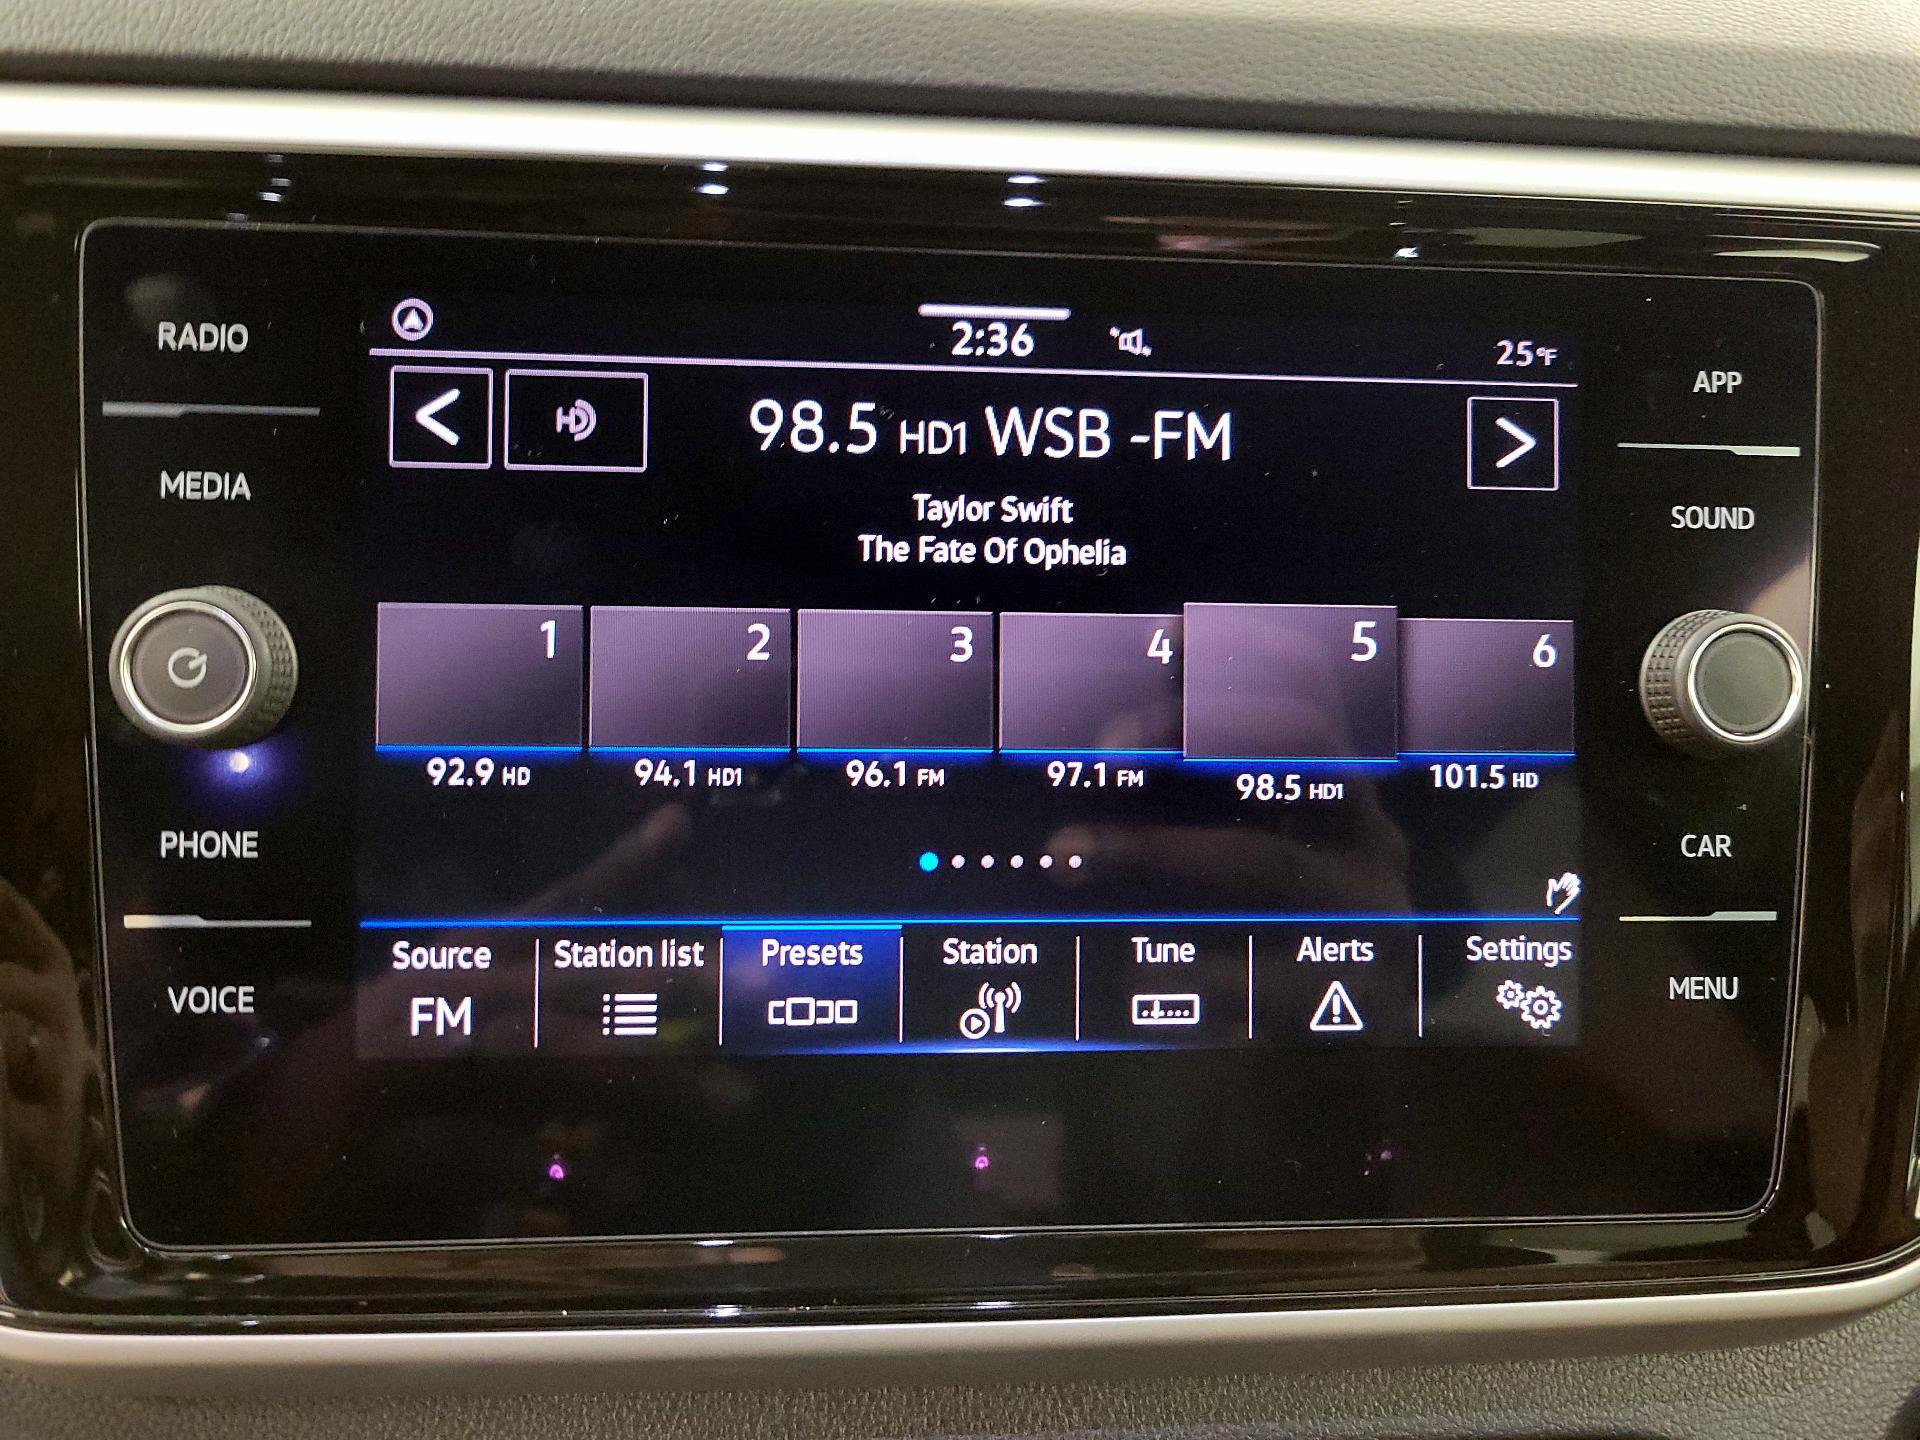 RADIO
MEDIA
PHONE
VOICE
2:36
25°F
HD
98.5 HD1 WSB -FM
Taylor Swift
The Fate Of Ophelia
1 2 3 4 5 6
92.9 HD 94.1 HD1 96.1 FM 97.1 FM 98.5 HD1 101.5 HD
Source Station list Presets Station Tune Alerts Settings
FM
APP
SOUND
CAR
MENU